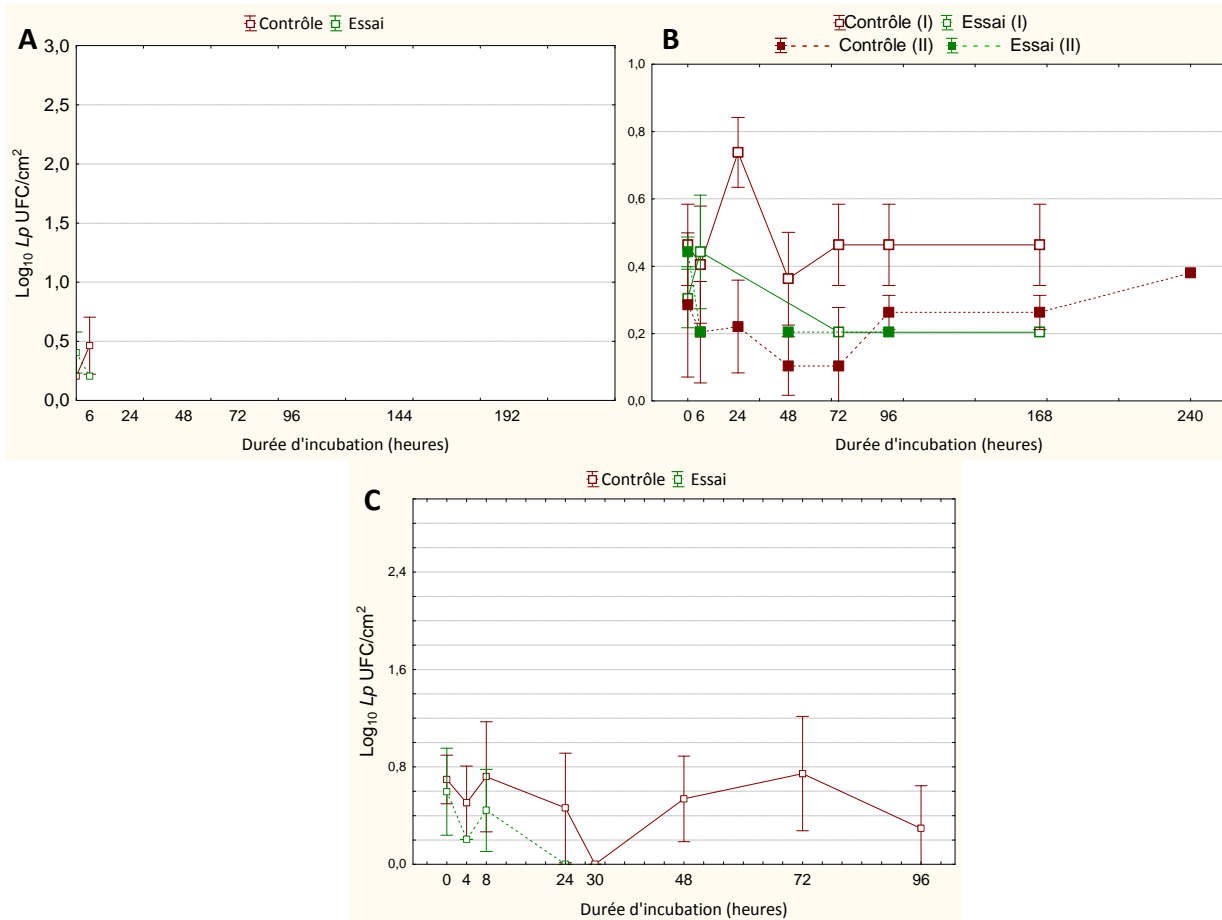 A
Contrôle Essai
3,0
2,5
2,0
1,5
1,0
0,5
0,0
Log10 Lp UFC/cm2
6 24 48 72 96 144 192
Durée d'incubation (heures)
B
Contrôle (I) Essai (I)
Contrôle (II) Essai (II)
1,0
0,8
0,6
0,4
0,2
0,0
0 6 24 48 72 96 168 240
Durée d'incubation (heures)
C
Contrôle Essai
2,4
1,6
0,8
0,0
Log10 Lp UFC/cm2
0 4 8 24 30 48 72 96
Durée d'incubation (heures)